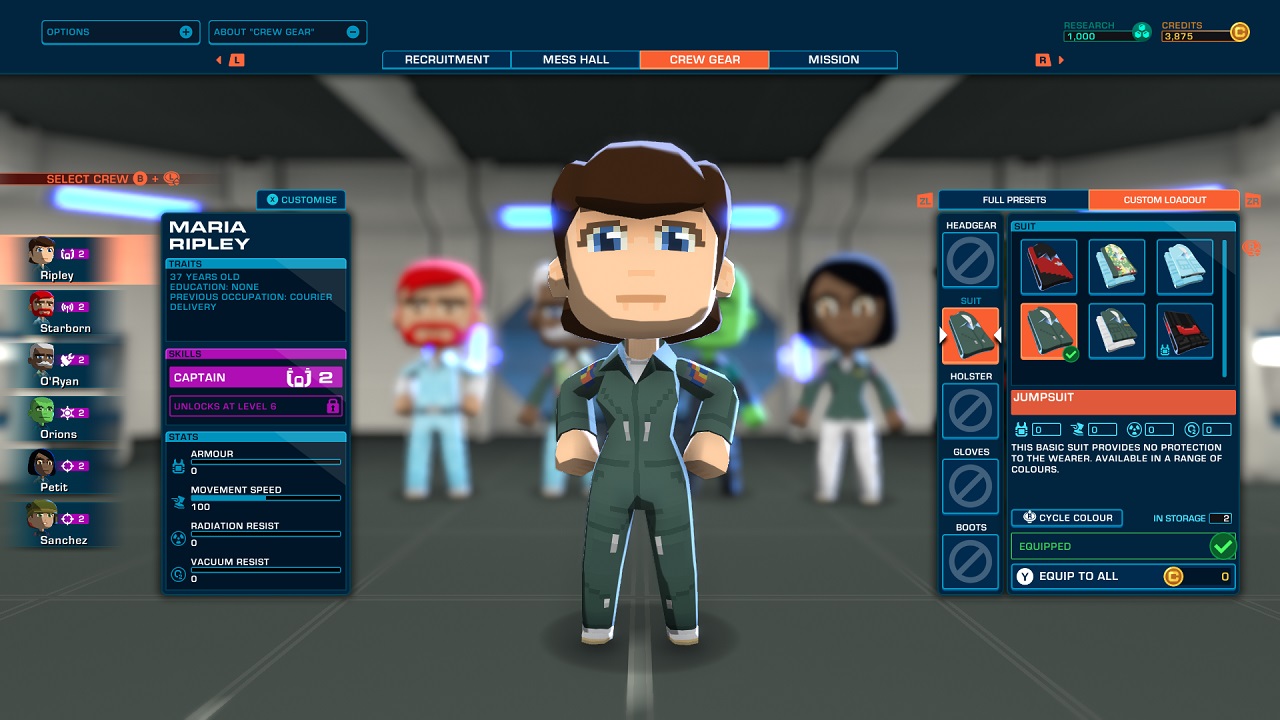 OPTIONS
ABOUT "CREW GEAR"
RESEARCH
1,000
CREDITS
3,875
L
RECRUITMENT
MESS HALL
CREW GEAR
MISSION
R
SELECT CREW B +
X CUSTOMISE
MARIA
RIPLEY
TRAITS
37 YEARS OLD
EDUCATION: NONE
PREVIOUS OCCUPATION: COURIER
DELIVERY
SKILLS
CAPTAIN 2
UNLOCKS AT LEVEL 6
STATS
ARMOUR
0
MOVEMENT SPEED
100
RADIATION RESIST
0
VACUUM RESIST
0
2
Ripley
2
Starborn
2
O'Ryan
2
Orions
2
Petit
2
Sanchez
ZL
FULL PRESETS
CUSTOM LOADOUT
ZR
HEADGEAR
SUIT
HOLSTER
GLOVES
BOOTS
SUIT
JUMPSUIT
0 0 0 0
THIS BASIC SUIT PROVIDES NO PROTECTION
TO THE WEARER. AVAILABLE IN A RANGE OF
COLOURS.
R CYCLE COLOUR
IN STORAGE 2
EQUIPPED
Y EQUIP TO ALL C 0